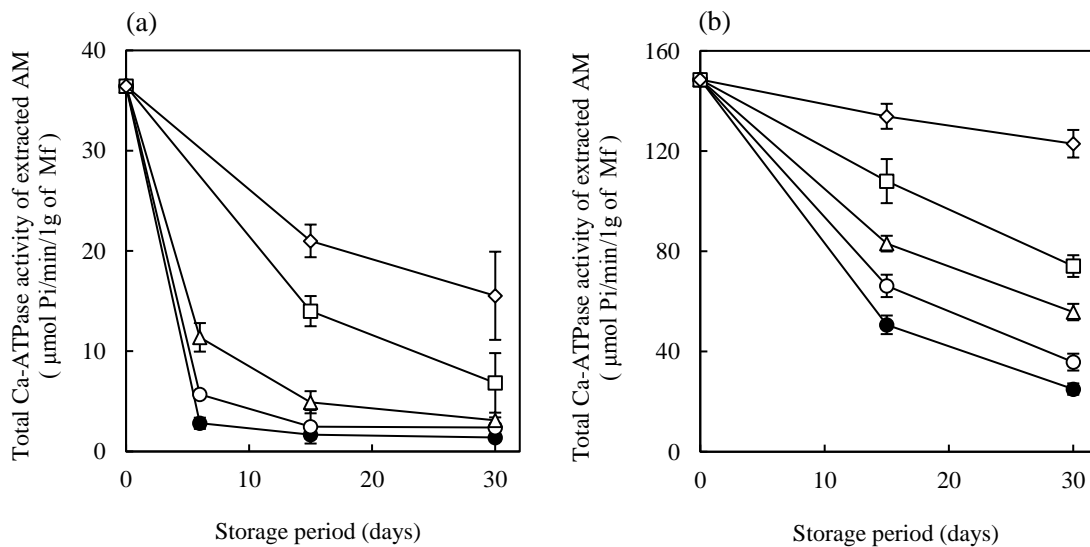 (a)
Total Ca-ATPase activity of extracted AM
( μmol Pi/min/1g of Mf )
40
30
20
10
0
0 10 20 30
Storage period (days)
(b)
Total Ca-ATPase activity of extracted AM
( μmol Pi/min/1g of Mf )
160
120
80
40
0
0 10 20 30
Storage period (days)